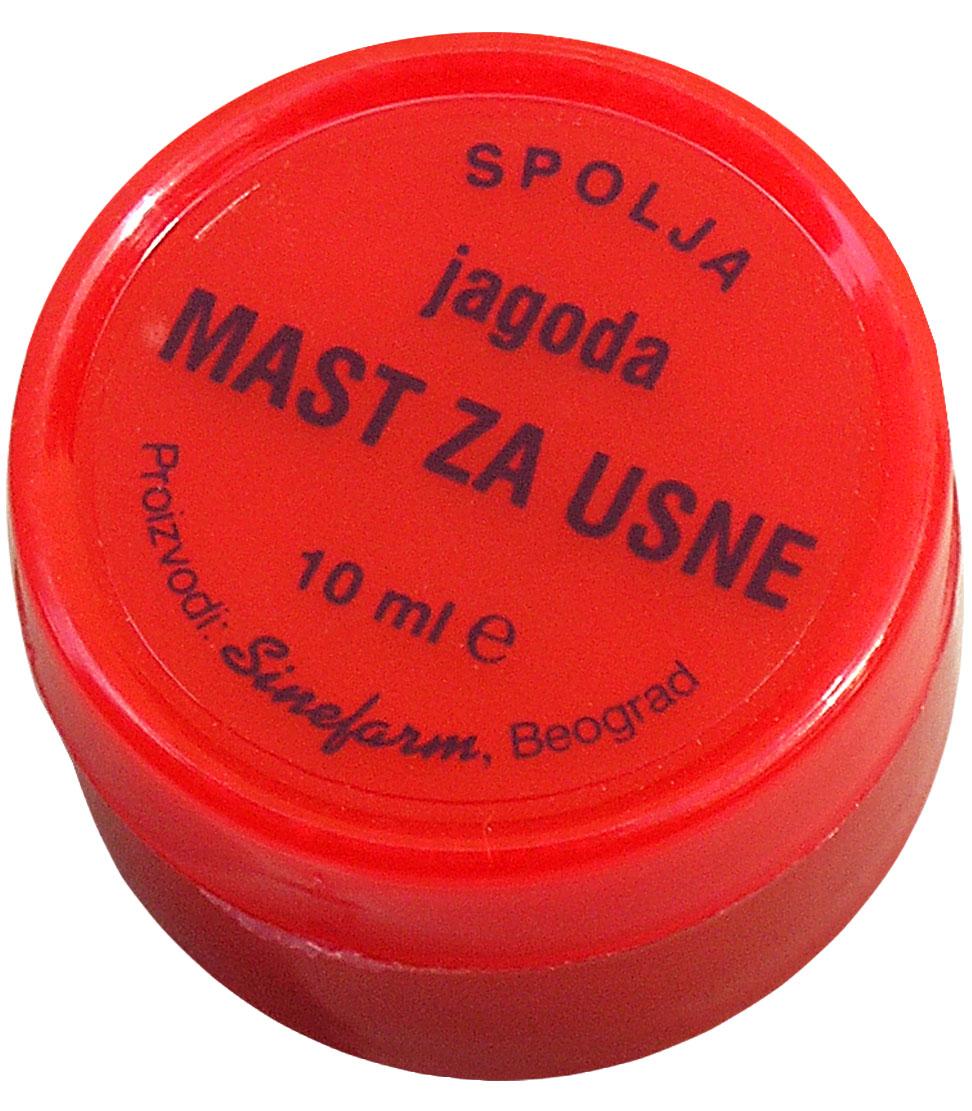 SPOLJA
jagoda
MAST ZA USNE
10 ml ℮
Proizvodi: Sinefarm, Beograd